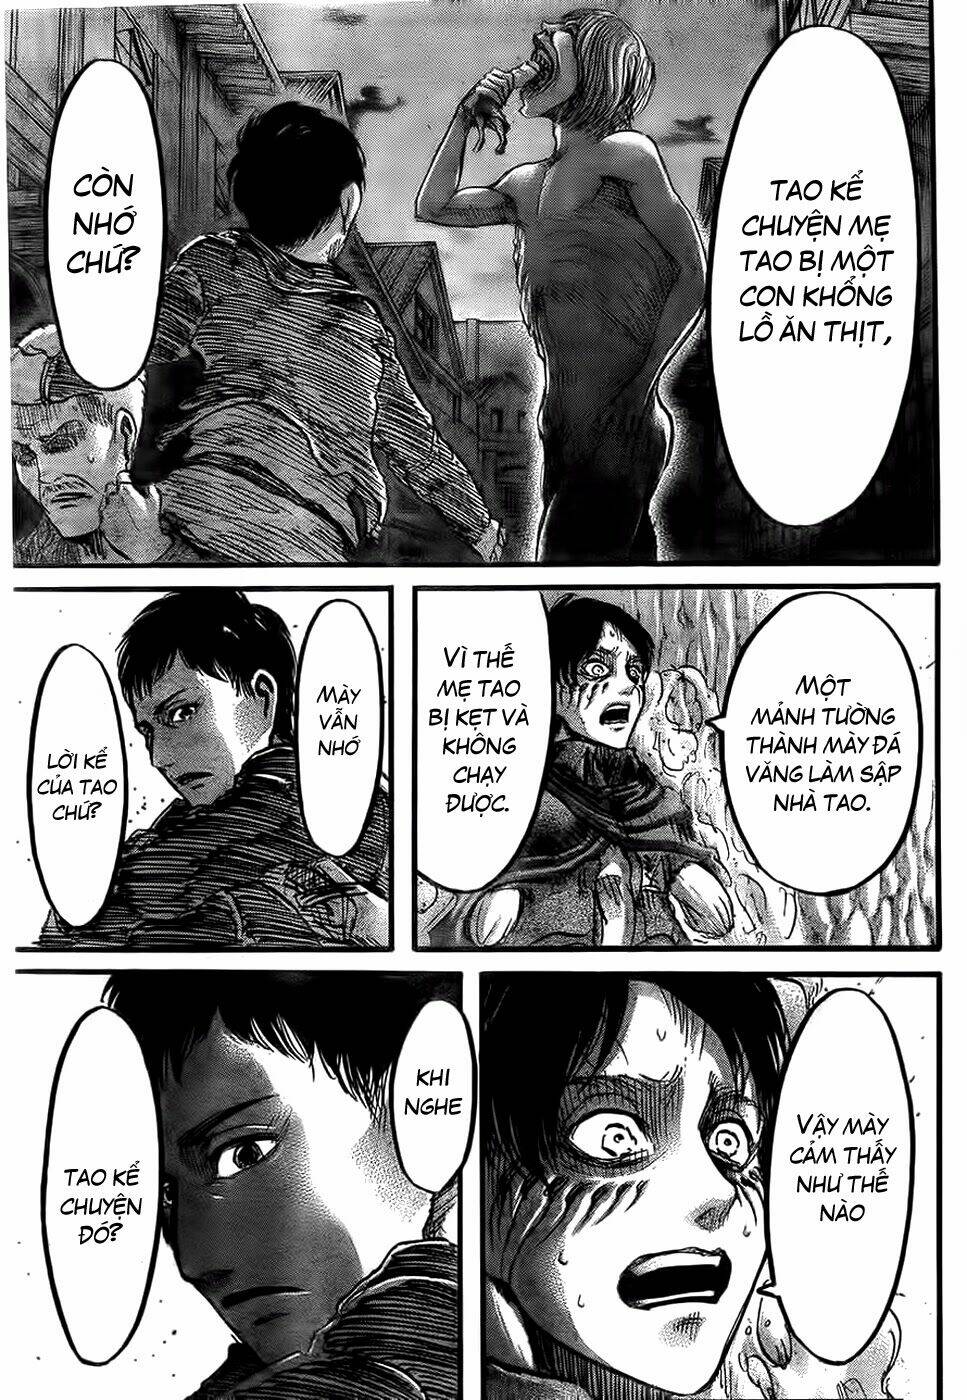 TAO KỂ
CHUYỆN MẸ
TAO BỊ MỘT
CON KHỔNG
LỒ ĂN THỊT,
CÒN
NHỚ
CHỨ?
MỘT
MẢNH TƯỜNG
THÀNH MÀY ĐÁ
VĂNG LÀM SẬP
NHÀ TAO.
VÌ THẾ
MẸ TAO
BỊ KẸT VÀ
KHÔNG
CHẠY
ĐƯỢC.
MÀY
VẪN
NHỚ
LỜI KỂ
CỦA TAO
CHỨ?
VẬY MÀY
CẢM THẤY
NHƯ THẾ
NÀO
KHI
NGHE
TAO KỂ
CHUYỆN
ĐÓ?